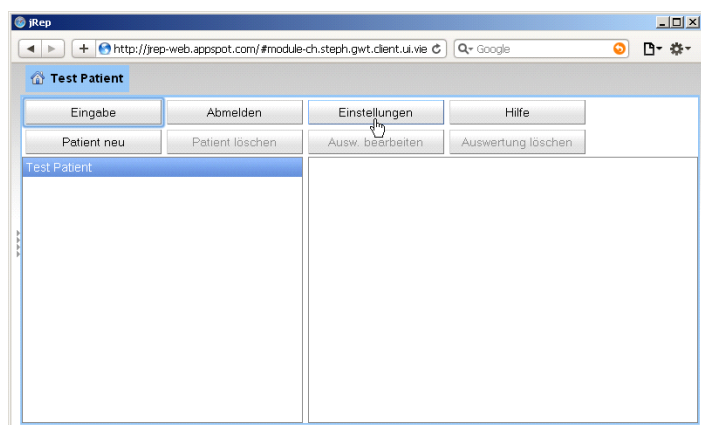 jRep
http://jrep-web.appspot.com/#module-ch.steph.gwt.client.ui.vie
Google
Test Patient
Eingabe Abmelden Einstellungen Hilfe
Patient neu Patient löschen Ausw. bearbeiten Auswertung löschen
Test Patient